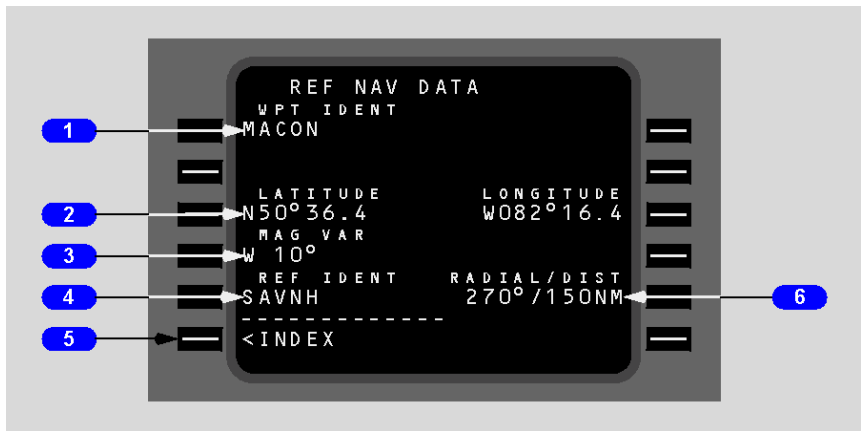 REF NAV DATA
WPT IDENT
1 MACON
LATITUDE LONGITUDE
2 N50°36.4 W082°16.4
MAG VAR
3 W 10°
REF IDENT RADIAL/DIST
4 SAVNH 270°/150NM 6
-------------
5 <INDEX